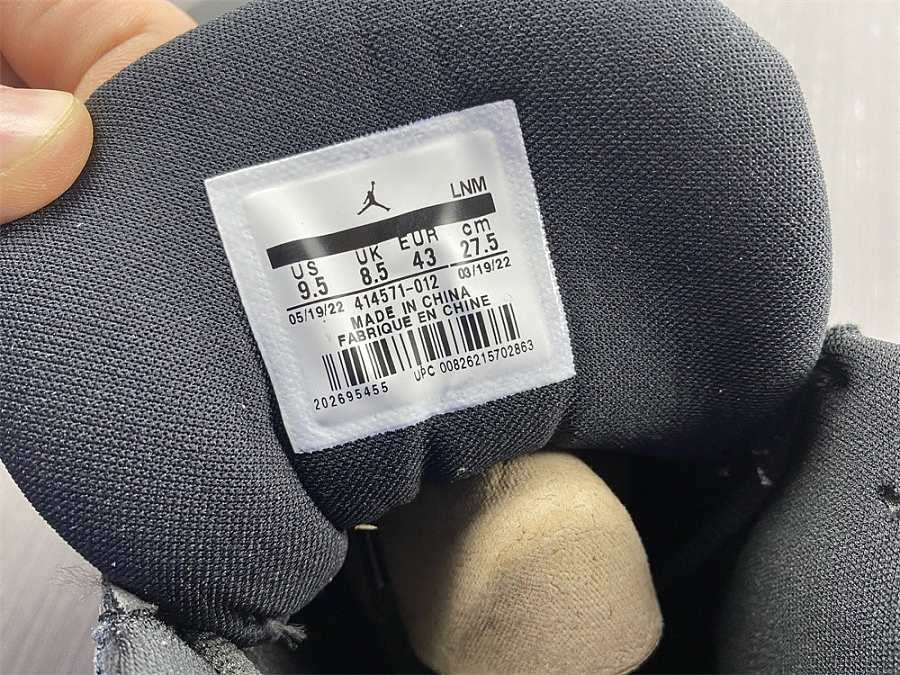 LNM
US UK EUR cm
9.5 8.5 43 27.5
05/19/22 414571-012 03/19/22
MADE IN CHINA
FABRIQUE EN CHINE
202695455 UPC 00826215702863